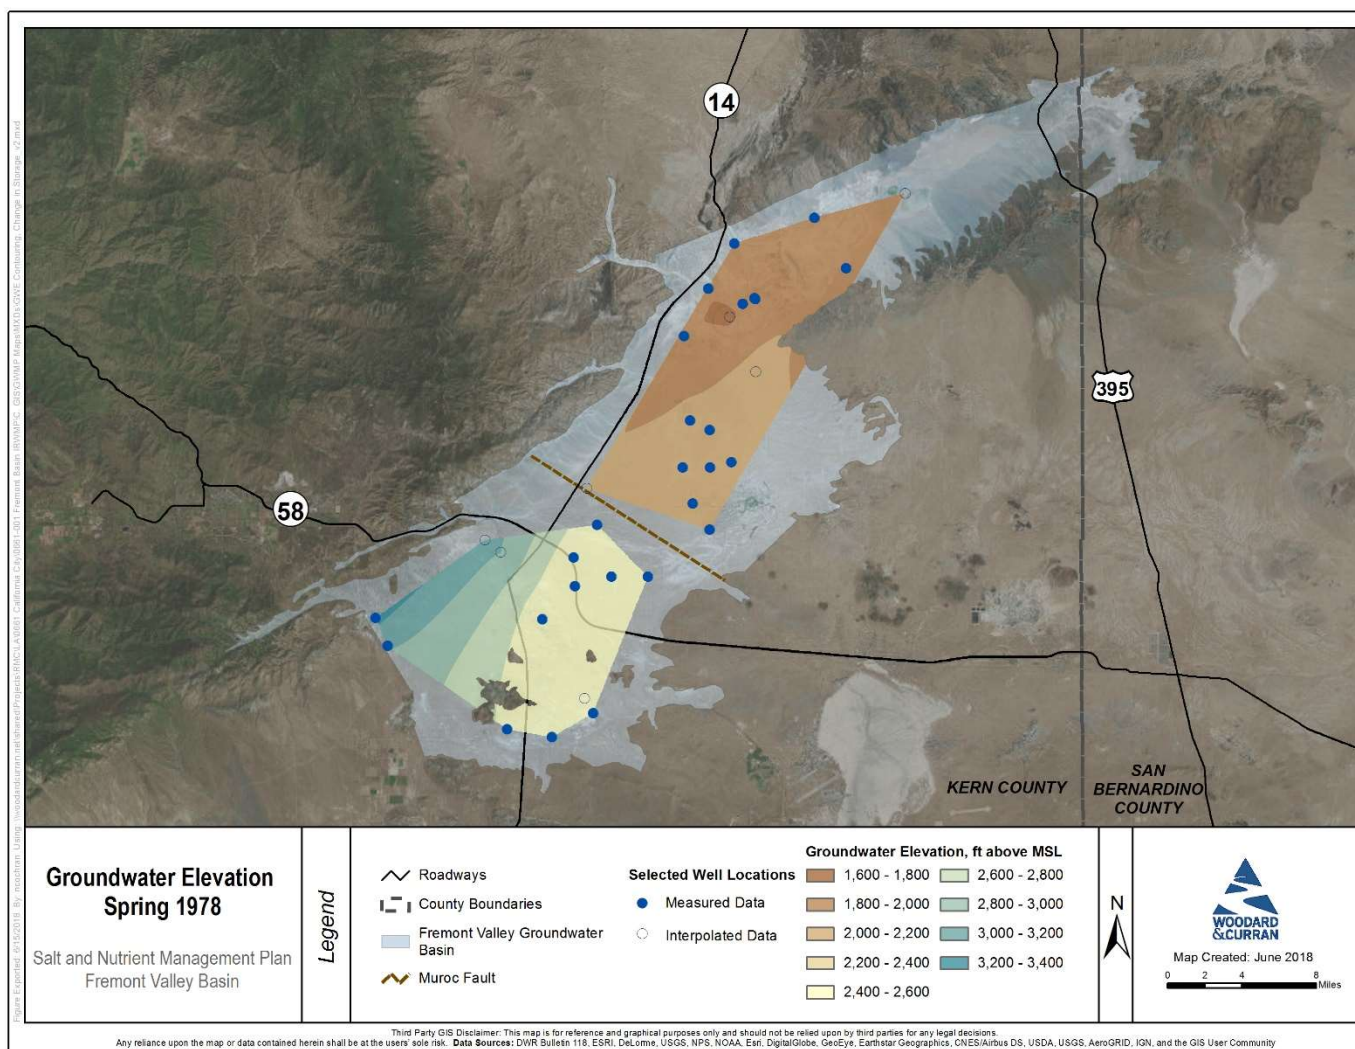 14
58
395
KERN COUNTY
SAN
BERNARDINO
COUNTY
Groundwater Elevation
Spring 1978
Salt and Nutrient Management Plan
Fremont Valley Basin
Legend
Roadways
County Boundaries
Fremont Valley Groundwater
Basin
Muroc Fault
Selected Well Locations
Measured Data
Interpolated Data
Groundwater Elevation, ft above MSL
1,600 - 1,800
1,800 - 2,000
2,000 - 2,200
2,200 - 2,400
2,400 - 2,600
2,600 - 2,800
2,800 - 3,000
3,000 - 3,200
3,200 - 3,400
N
WOODARD
&CURRAN
Map Created: June 2018
0 2 4 8
Miles
Third Party GIS Disclaimer: This map is for reference and graphical purposes only and should not be relied upon by third parties for any legal decisions.
Any reliance upon the map or data contained herein shall be at the users' sole risk. Data Sources: DWR Bulletin 118, ESRI, DeLorme, USGS, NPS, NOAA, Esri, DigitalGlobe, GeoEye, Earthstar Geographics, CNES/Airbus DS, USDA, USGS, AeroGRID, IGN, and the GIS User Community